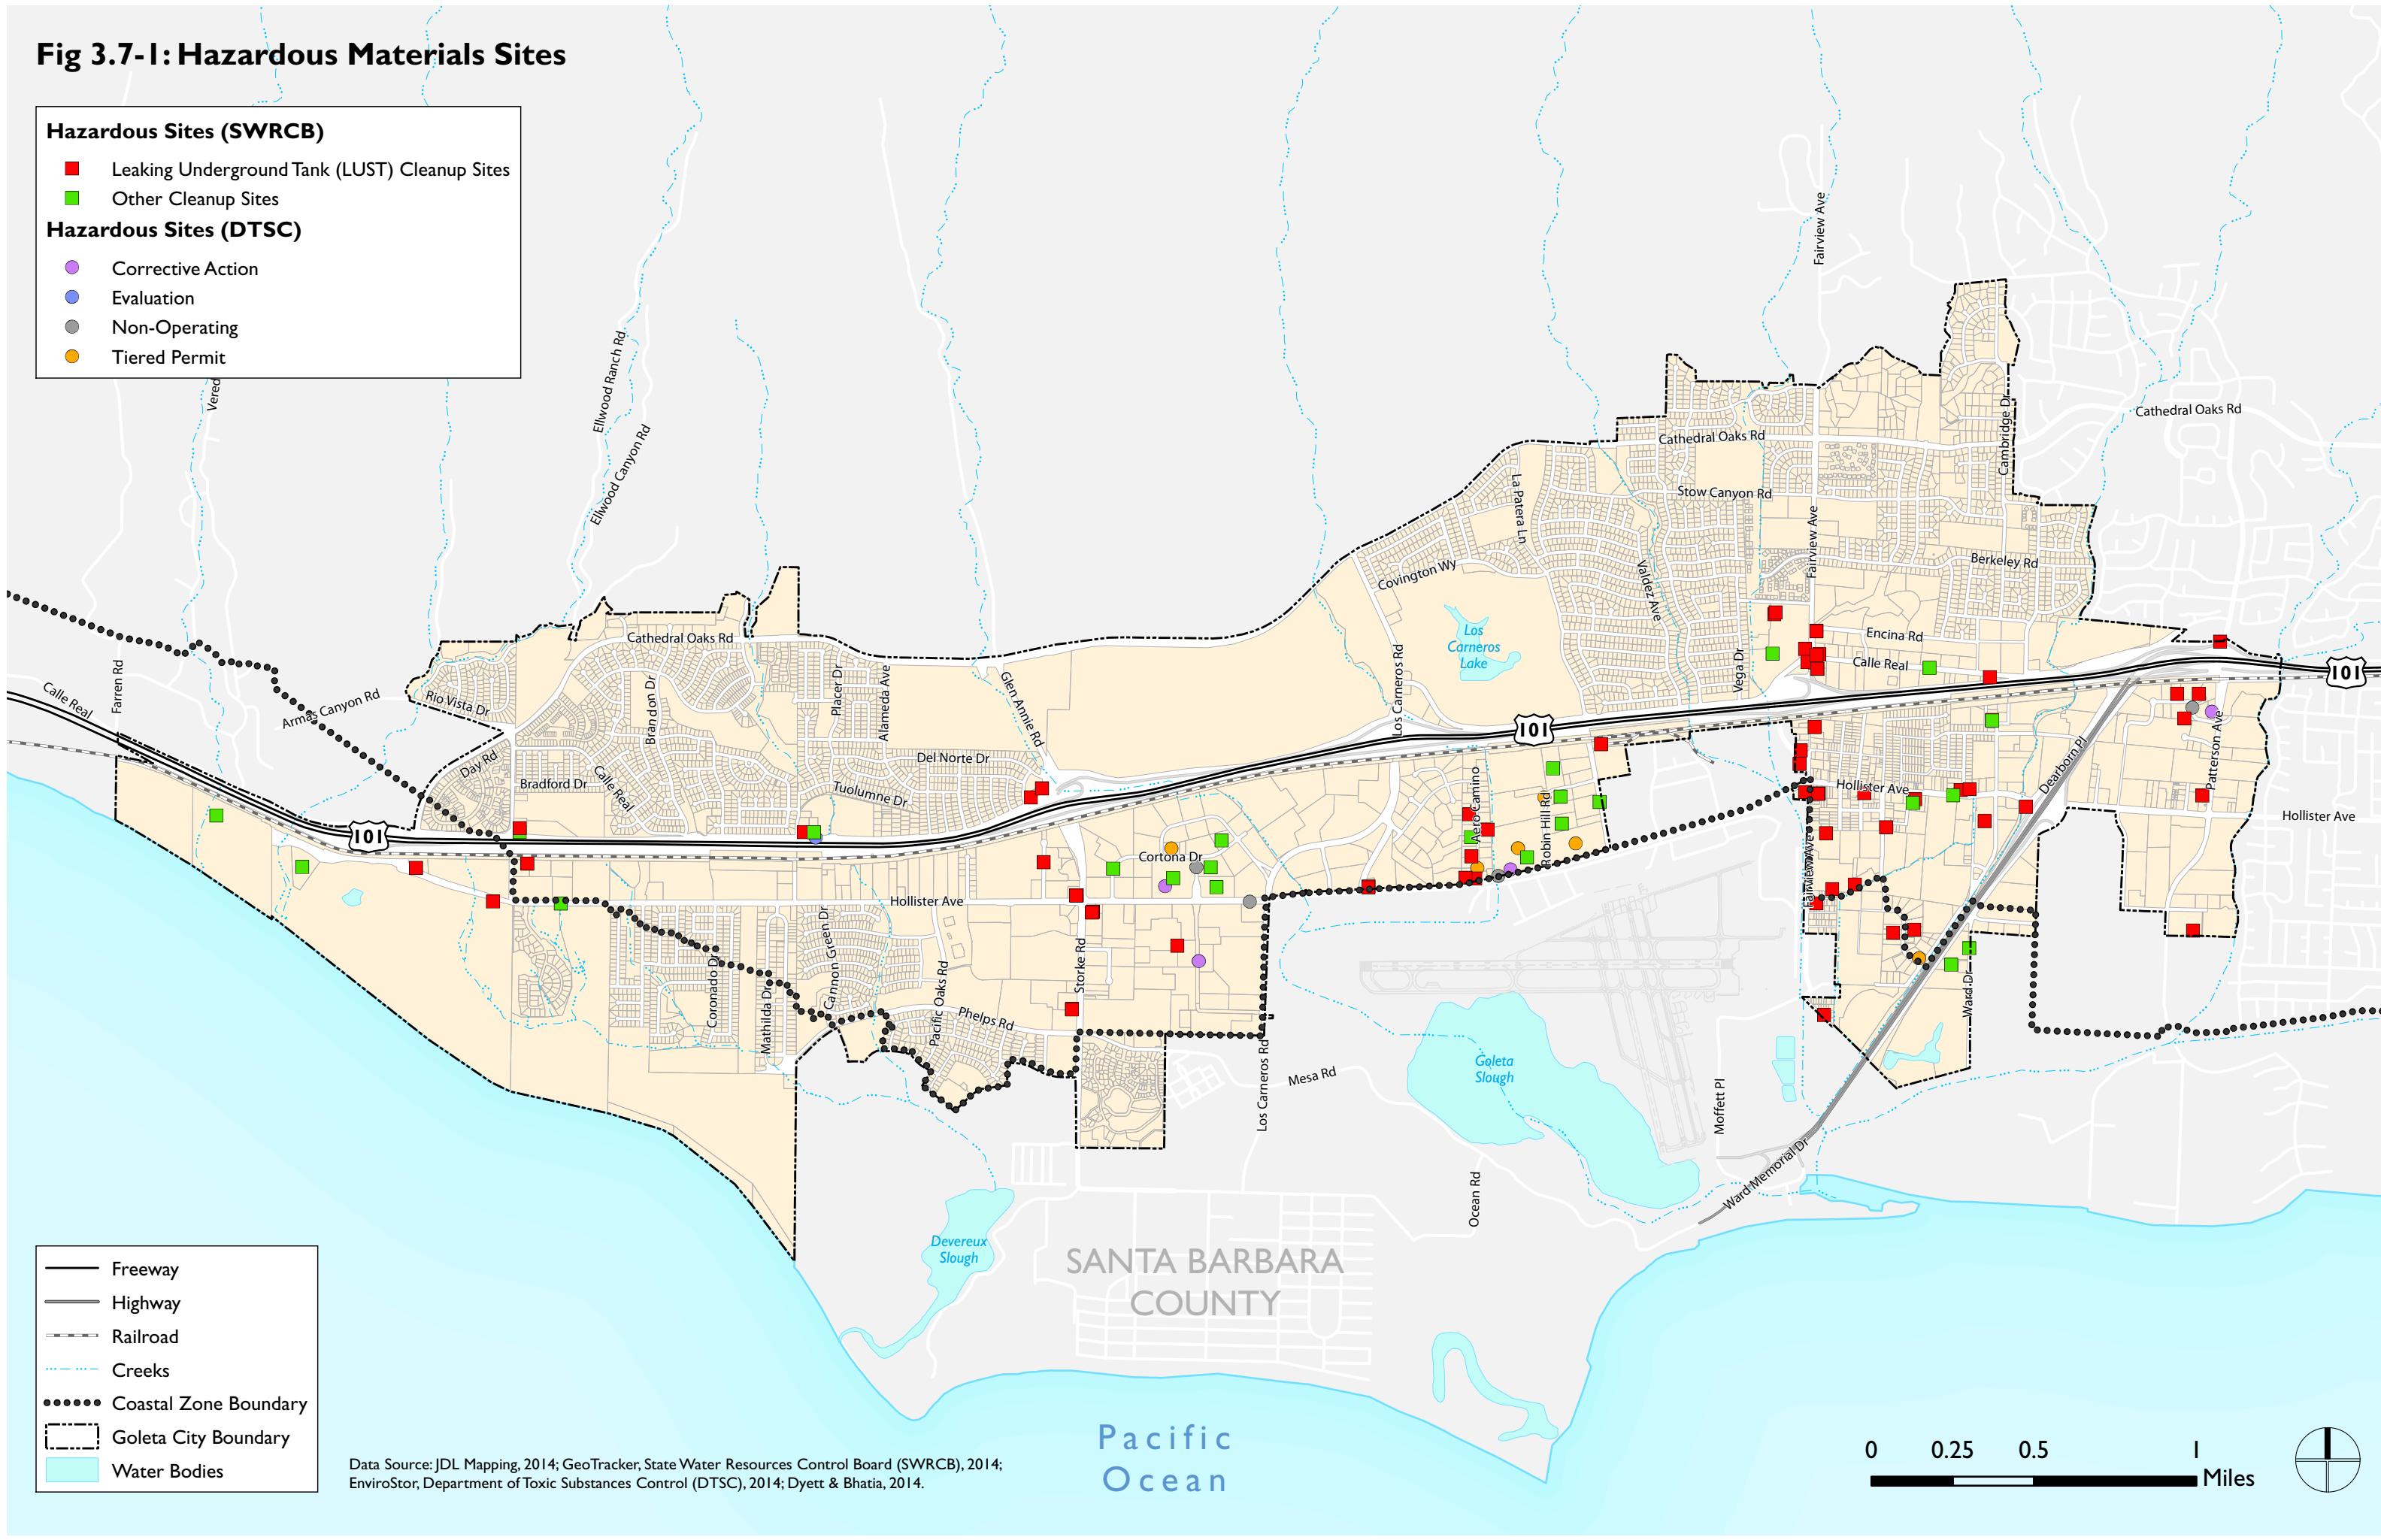 Fig 3.7-1: Hazardous Materials Sites
Hazardous Sites (SWRCB)
Leaking Underground Tank (LUST) Cleanup Sites
Other Cleanup Sites
Hazardous Sites (DTSC)
Corrective Action
Evaluation
Non-Operating
Tiered Permit
Vered
Ellwood Ranch Rd
Ellwood Canyon Rd
Fairview Ave
Cathedral Oaks Rd
Cathedral Oaks Rd
Cambridge Dr
La Patera Ln
Stow Canyon Rd
Fairview Ave
Berkeley Rd
Covington Wy
Valdez Ave
Los
Carneros
Lake
Encina Rd
Calle Real
Vega Dr
Los Carneros Rd
Cathedral Oaks Rd
Farren Rd
Calle Real
Armas Canyon Rd
Rio Vista Dr
Brandon Dr
Placer Dr
Alameda Ave
Glen Annie Rd
101
101
101
Day Rd
Bradford Dr
Calle Real
Del Norte Dr
Tuolumne Dr
Aero Camino
Robin Hill Rd
Hollister Ave
Dearborn Pl
Patterson Ave
Hollister Ave
Cortona Dr
Fairview Ave
Hollister Ave
Coronado Dr
Mathilda Dr
Cannon Green Dr
Pacific Oaks Rd
Phelps Rd
Storke Rd
Ward Dr
Los Carneros Rd
Mesa Rd
Goleta
Slough
Moffett Pl
Ward Memorial Dr
Ocean Rd
Devereux
Slough
SANTA BARBARA
COUNTY
Pacific
Ocean
Freeway
Highway
Railroad
Creeks
Coastal Zone Boundary
Goleta City Boundary
Water Bodies
Data Source: JDL Mapping, 2014; GeoTracker, State Water Resources Control Board (SWRCB), 2014;
EnviroStor, Department of Toxic Substances Control (DTSC), 2014; Dyett & Bhatia, 2014.
0 0.25 0.5 1
Miles